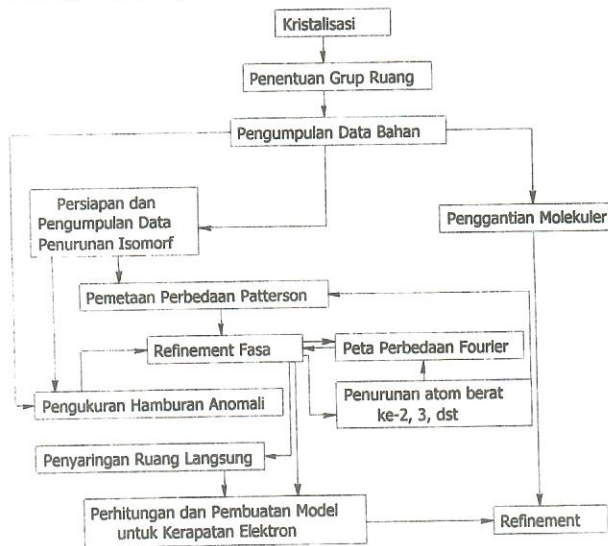 Kristalisasi
Penentuan Grup Ruang
Pengumpulan Data Bahan
Persiapan dan
Pengumpulan Data
Penurunan Isomorf
Penggantian Molekuler
Pemetaan Perbedaan Patterson
Refinement Fasa
Peta Perbedaan Fourier
Pengukuran Hamburan Anomali
Penurunan atom berat
ke-2, 3, dst
Penyaringan Ruang Langsung
Perhitungan dan Pembuatan Model
untuk Kerapatan Elektron
Refinement